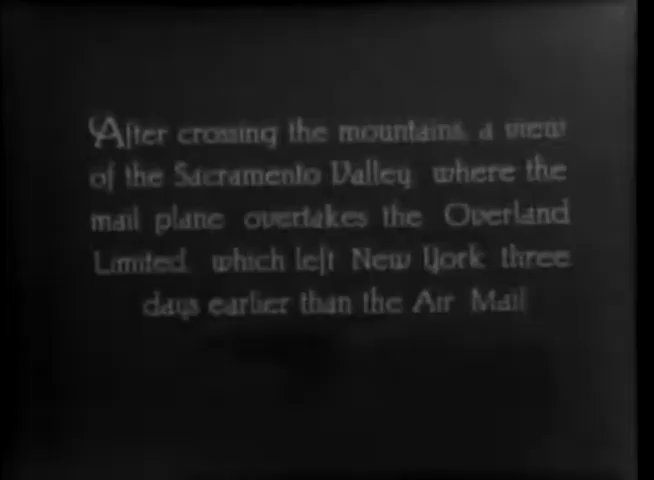 After crossing the mountains, a view
of the Sacramento Valley, where the
mail plane overtakes the Overland
Limited, which left New York three
days earlier than the Air Mail